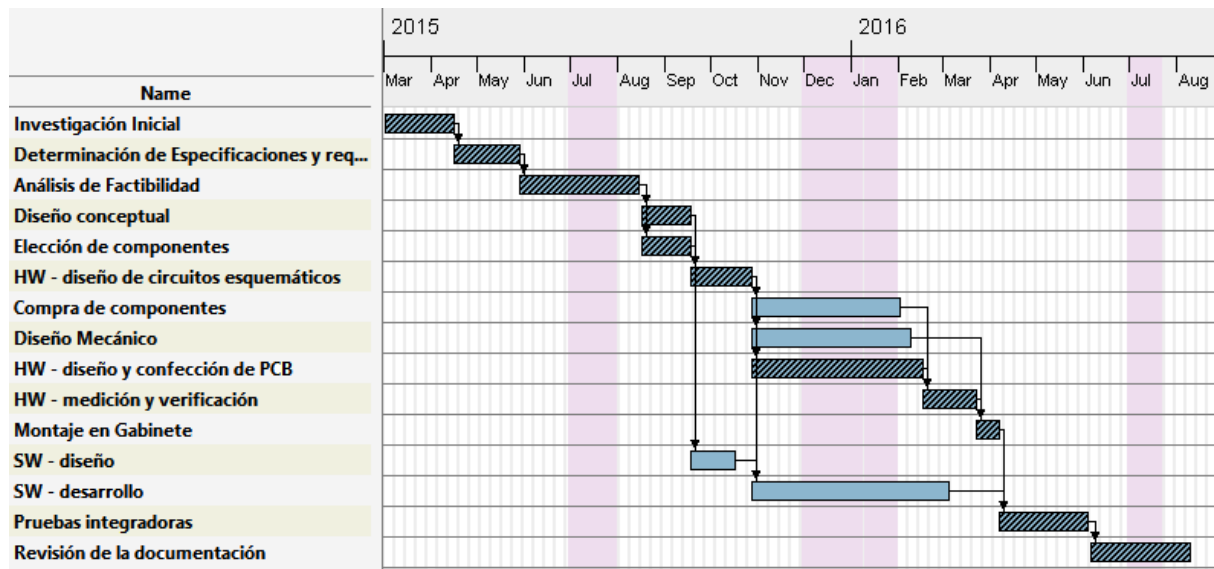 2015 2016
Mar Apr May Jun Jul Aug Sep Oct Nov Dec Jan Feb Mar Apr May Jun Jul Aug
Name
Investigación Inicial
Determinación de Especificaciones y req...
Análisis de Factibilidad
Diseño conceptual
Elección de componentes
HW - diseño de circuitos esquemáticos
Compra de componentes
Diseño Mecánico
HW - diseño y confección de PCB
HW - medición y verificación
Montaje en Gabinete
SW - diseño
SW - desarrollo
Pruebas integradoras
Revisión de la documentación